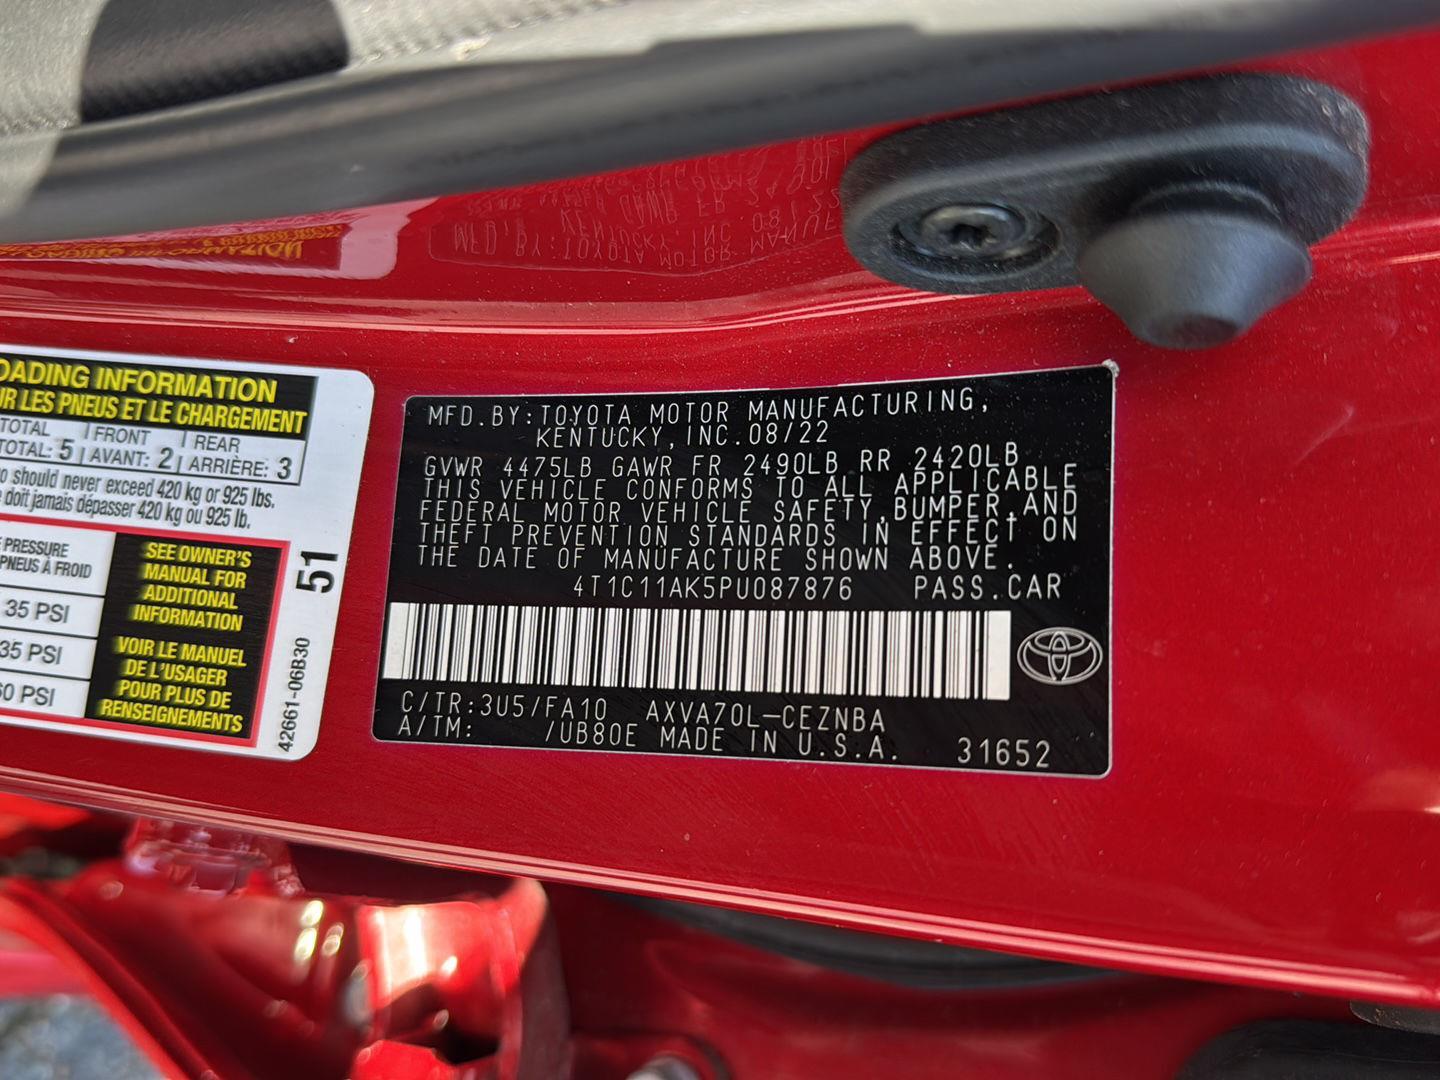 OADING INFORMATION
UR LES PNEUS ET LE CHARGEMENT
TOTAL FRONT REAR
TOTAL: 5 AVANT: 2 ARRIÈRE: 3
should never exceed 420 kg or 925 lbs.
doit jamais dépasser 420 kg ou 925 lb.
PRESSURE
PNEUS À FROID
35 PSI
35 PSI
60 PSI
SEE OWNER'S
MANUAL FOR
ADDITIONAL
INFORMATION
VOIR LE MANUEL
DE L'USAGER
POUR PLUS DE
RENSEIGNEMENTS
51
42661-06B30
MFD.BY:TOYOTA MOTOR MANUFACTURING,
KENTUCKY, INC.08/22
GVWR 4475LB GAWR FR 2490LB RR 2420LB
THIS VEHICLE CONFORMS TO ALL APPLICABLE
FEDERAL MOTOR VEHICLE SAFETY,BUMPER,AND
THEFT PREVENTION STANDARDS IN EFFECT ON
THE DATE OF MANUFACTURE SHOWN ABOVE.
4T1C11AK5PU087876 PASS.CAR
C/TR:3U5/FA10 AXVA70L-CEZNBA
A/TM: /UB80E MADE IN U.S.A. 31652